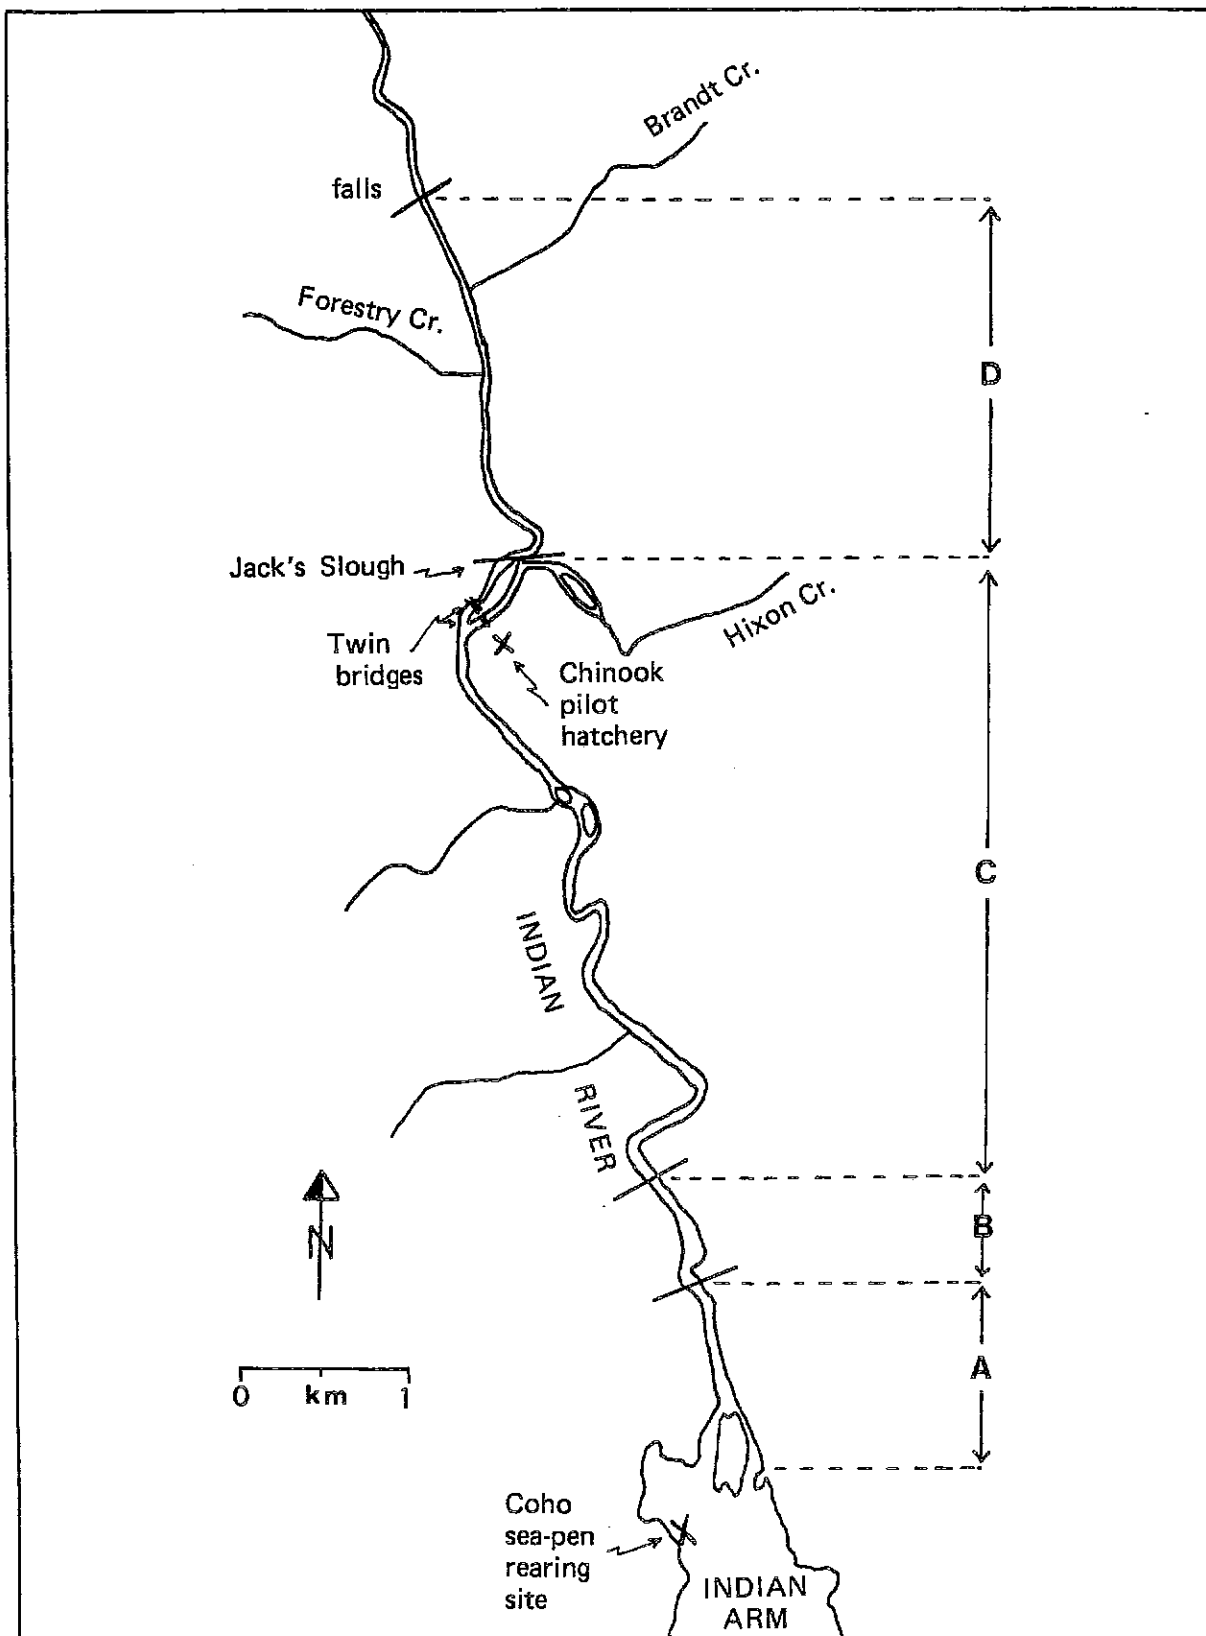 Brandt Cr.
falls
Forestry Cr.
D
Jack's Slough
Hixon Cr.
Twin
bridges
Chinook
pilot
hatchery
C
INDIAN
RIVER
B
N
A
0 km 1
Coho
sea-pen
rearing
site
INDIAN
ARM